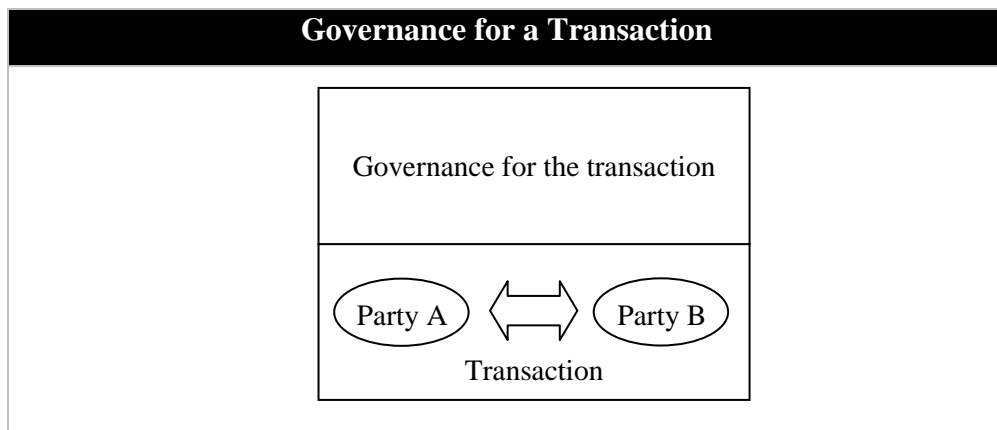 Governance for a Transaction
Governance for the transaction
Party A
Party B
Transaction